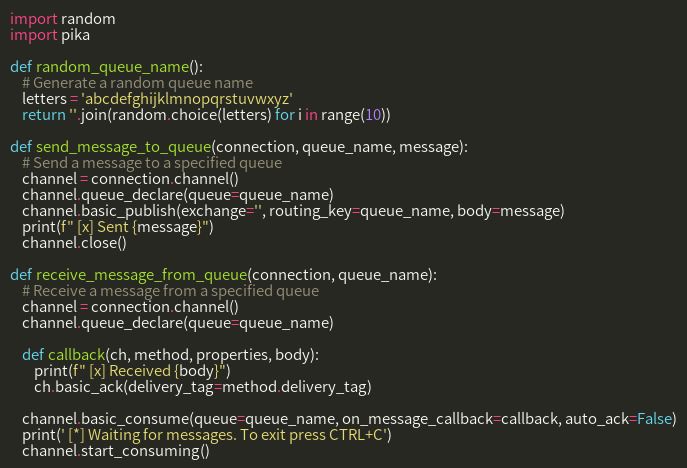 import random
import pika

def random_queue_name():
    # Generate a random queue name
    letters = 'abcdefghijklmnopqrstuvwxyz'
    return ''.join(random.choice(letters) for i in range(10))

def send_message_to_queue(connection, queue_name, message):
    # Send a message to a specified queue
    channel = connection.channel()
    channel.queue_declare(queue=queue_name)
    channel.basic_publish(exchange='', routing_key=queue_name, body=message)
    print(f" [x] Sent {message}")
    channel.close()

def receive_message_from_queue(connection, queue_name):
    # Receive a message from a specified queue
    channel = connection.channel()
    channel.queue_declare(queue=queue_name)

    def callback(ch, method, properties, body):
        print(f" [x] Received {body}")
        ch.basic_ack(delivery_tag=method.delivery_tag)

    channel.basic_consume(queue=queue_name, on_message_callback=callback, auto_ack=False)
    print(' [*] Waiting for messages. To exit press CTRL+C')
    channel.start_consuming()